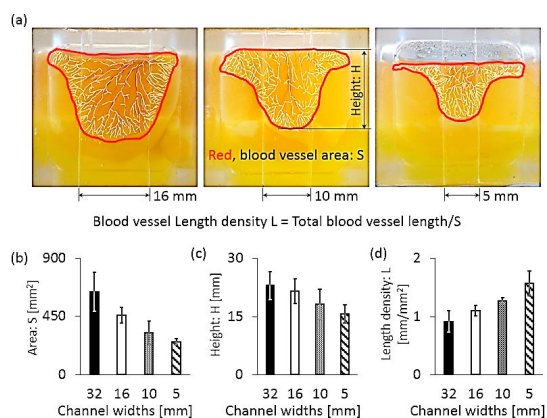 (a)
Height: H
Red, blood vessel area: S
16 mm
10 mm
5 mm
Blood vessel Length density L = Total blood vessel length/S
(b)
Area: S [mm²]
900
450
0
32 16 10 5
Channel widths [mm]
(c)
Height: H [mm]
30
15
0
32 16 10 5
Channel widths [mm]
(d)
Length density: L
[mm/mm²]
2
1
0
32 16 10 5
Channel widths [mm]